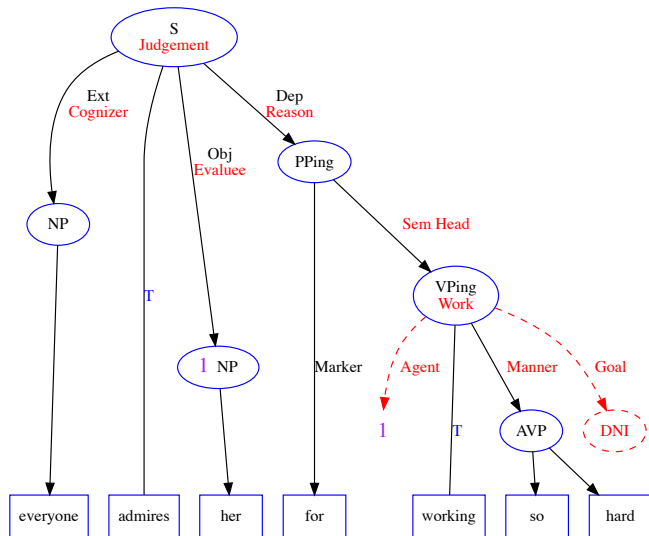 S
Judgement
Ext
Cognizer
Dep
Reason
Obj
Evaluee
PPing
NP
Sem Head
T
VPing
Work
1 NP
Marker
Agent
Manner
Goal
1
T
AVP
DNI
everyone
admires
her
for
working
so
hard